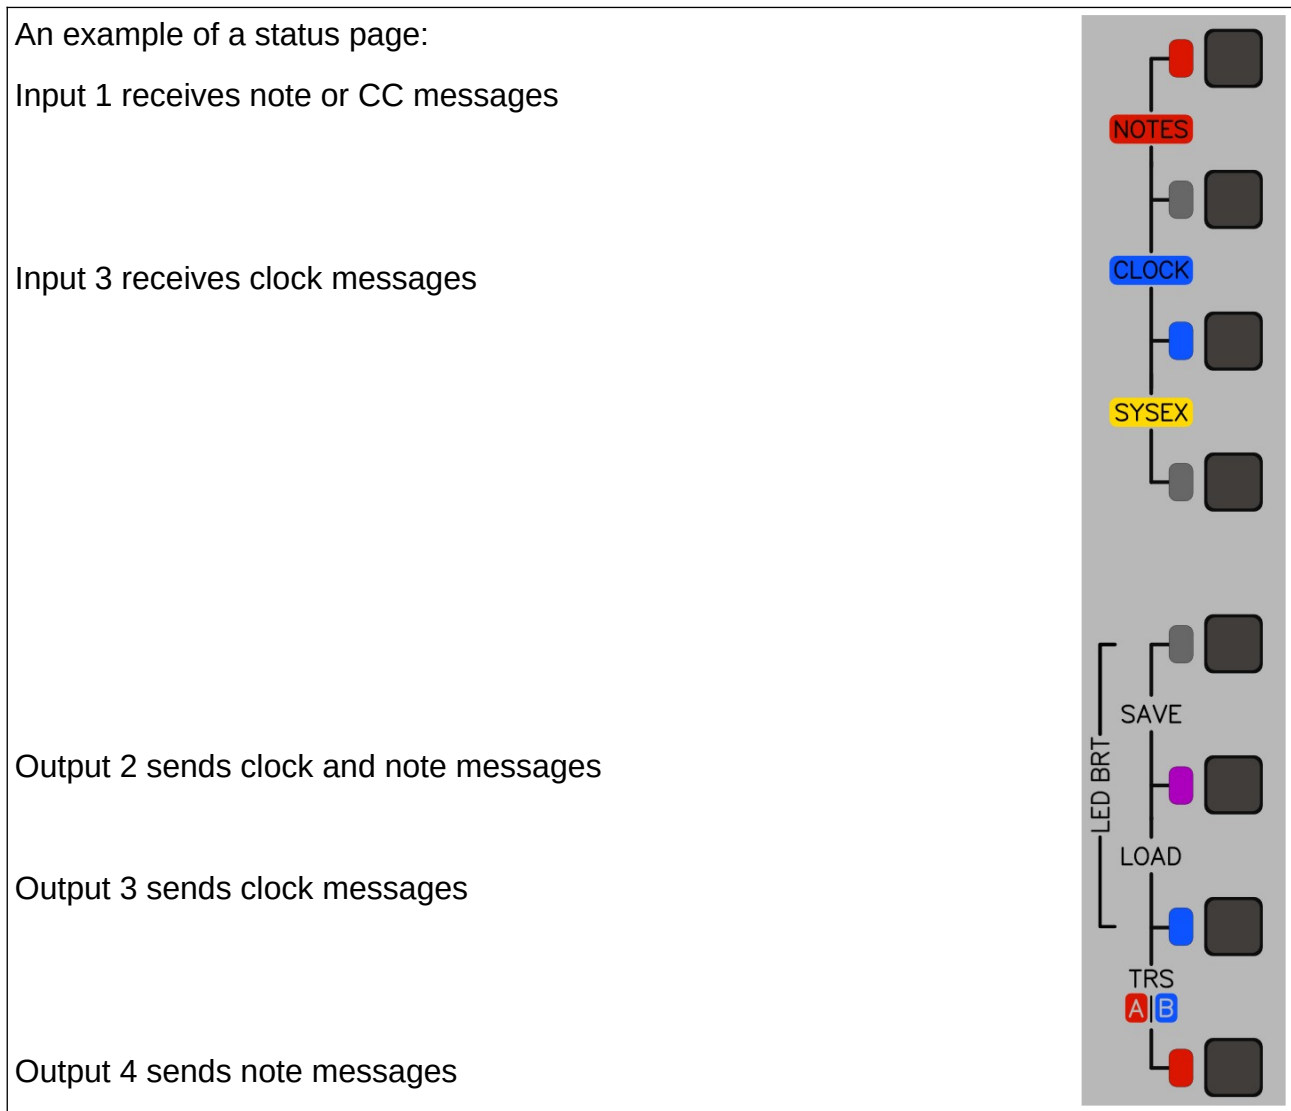 An example of a status page:
Input 1 receives note or CC messages
NOTES
Input 3 receives clock messages
CLOCK
SYSEX
SAVE
LED BRT
Output 2 sends clock and note messages
LOAD
Output 3 sends clock messages
TRS
A B
Output 4 sends note messages